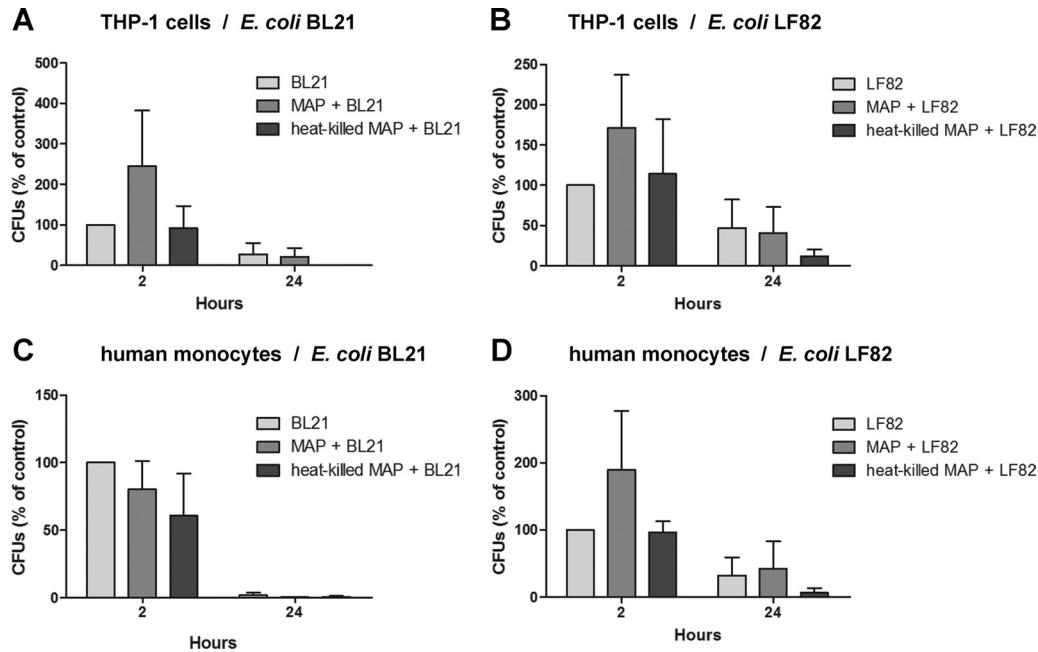 A THP-1 cells / E. coli BL21
CFUs (% of control)
500
400
300
200
100
0
BL21
MAP + BL21
heat-killed MAP + BL21
2 24
Hours
B THP-1 cells / E. coli LF82
CFUs (% of control)
250
200
150
100
50
0
LF82
MAP + LF82
heat-killed MAP + LF82
2 24
Hours
C human monocytes / E. coli BL21
CFUs (% of control)
150
100
50
0
BL21
MAP + BL21
heat-killed MAP + BL21
2 24
Hours
D human monocytes / E. coli LF82
CFUs (% of control)
300
200
100
0
LF82
MAP + LF82
heat-killed MAP + LF82
2 24
Hours